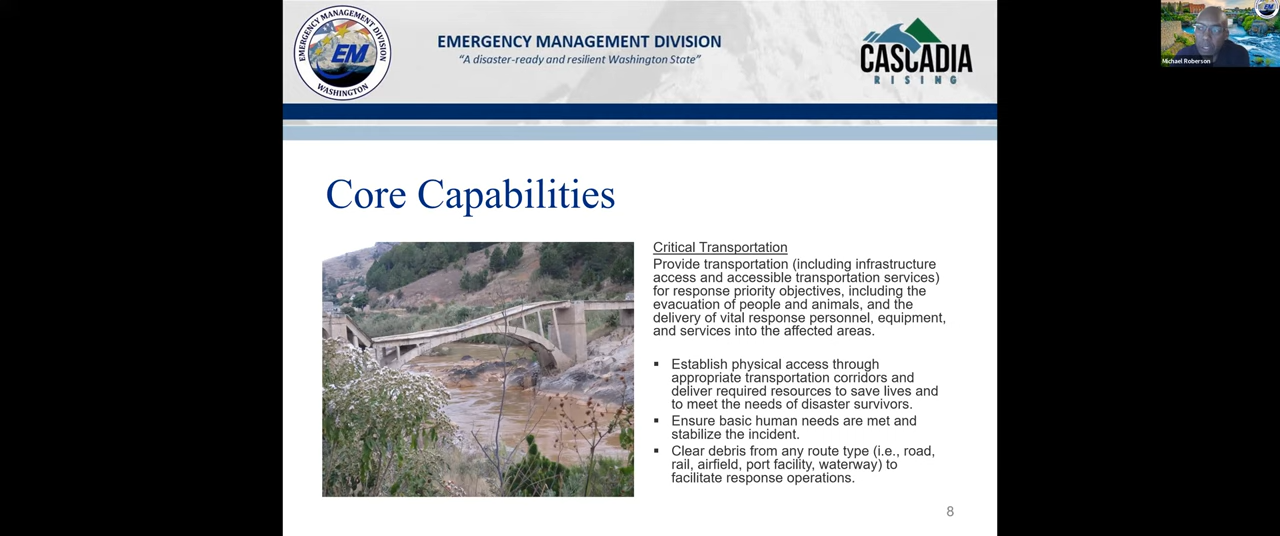 EMERGENCY MANAGEMENT DIVISION
WASHINGTON
EM
EMERGENCY MANAGEMENT DIVISION
"A disaster-ready and resilient Washington State"
CASCADIA
RISING
Michael Roberson
Core Capabilities
Critical Transportation
Provide transportation (including infrastructure
access and accessible transportation services)
for response priority objectives, including the
evacuation of people and animals, and the
delivery of vital response personnel, equipment,
and services into the affected areas.
▪ Establish physical access through
appropriate transportation corridors and
deliver required resources to save lives and
to meet the needs of disaster survivors.
▪ Ensure basic human needs are met and
stabilize the incident.
▪ Clear debris from any route type (i.e., road,
rail, airfield, port facility, waterway) to
facilitate response operations.
8